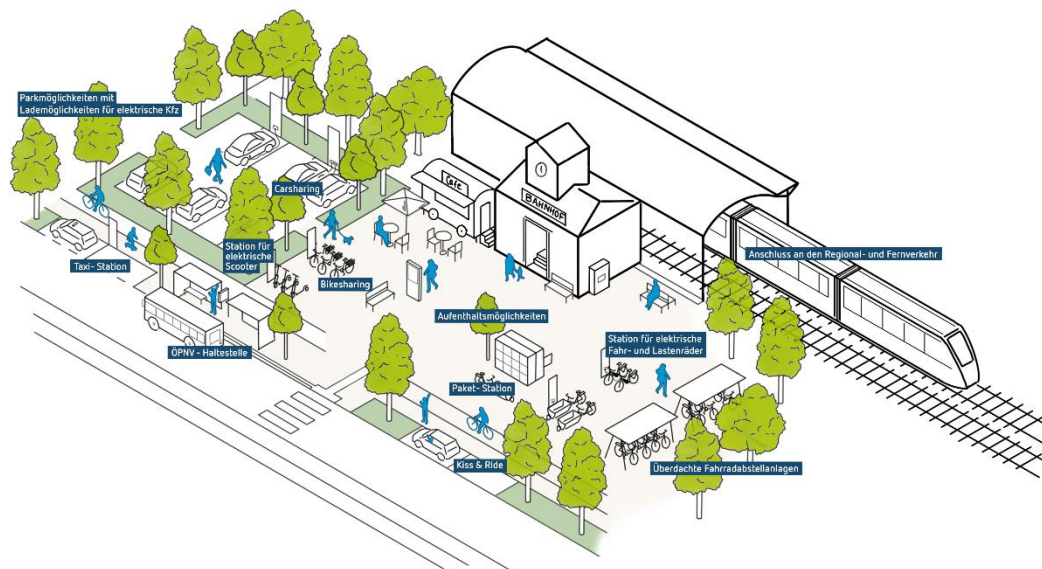 Parkmöglichkeiten mit
Lademöglichkeiten für elektrische Kfz
Carsharing
Cafe
BAHNHOF
Anschluss an den Regional- und Fernverkehr
Taxi- Station
Station für
elektrische
Scooter
Bikesharing
Aufenthaltsmöglichkeiten
ÖPNV - Haltestelle
Station für elektrische
Fahr- und Lastenräder
Paket- Station
Kiss & Ride
Überdachte Fahrradabstellanlagen